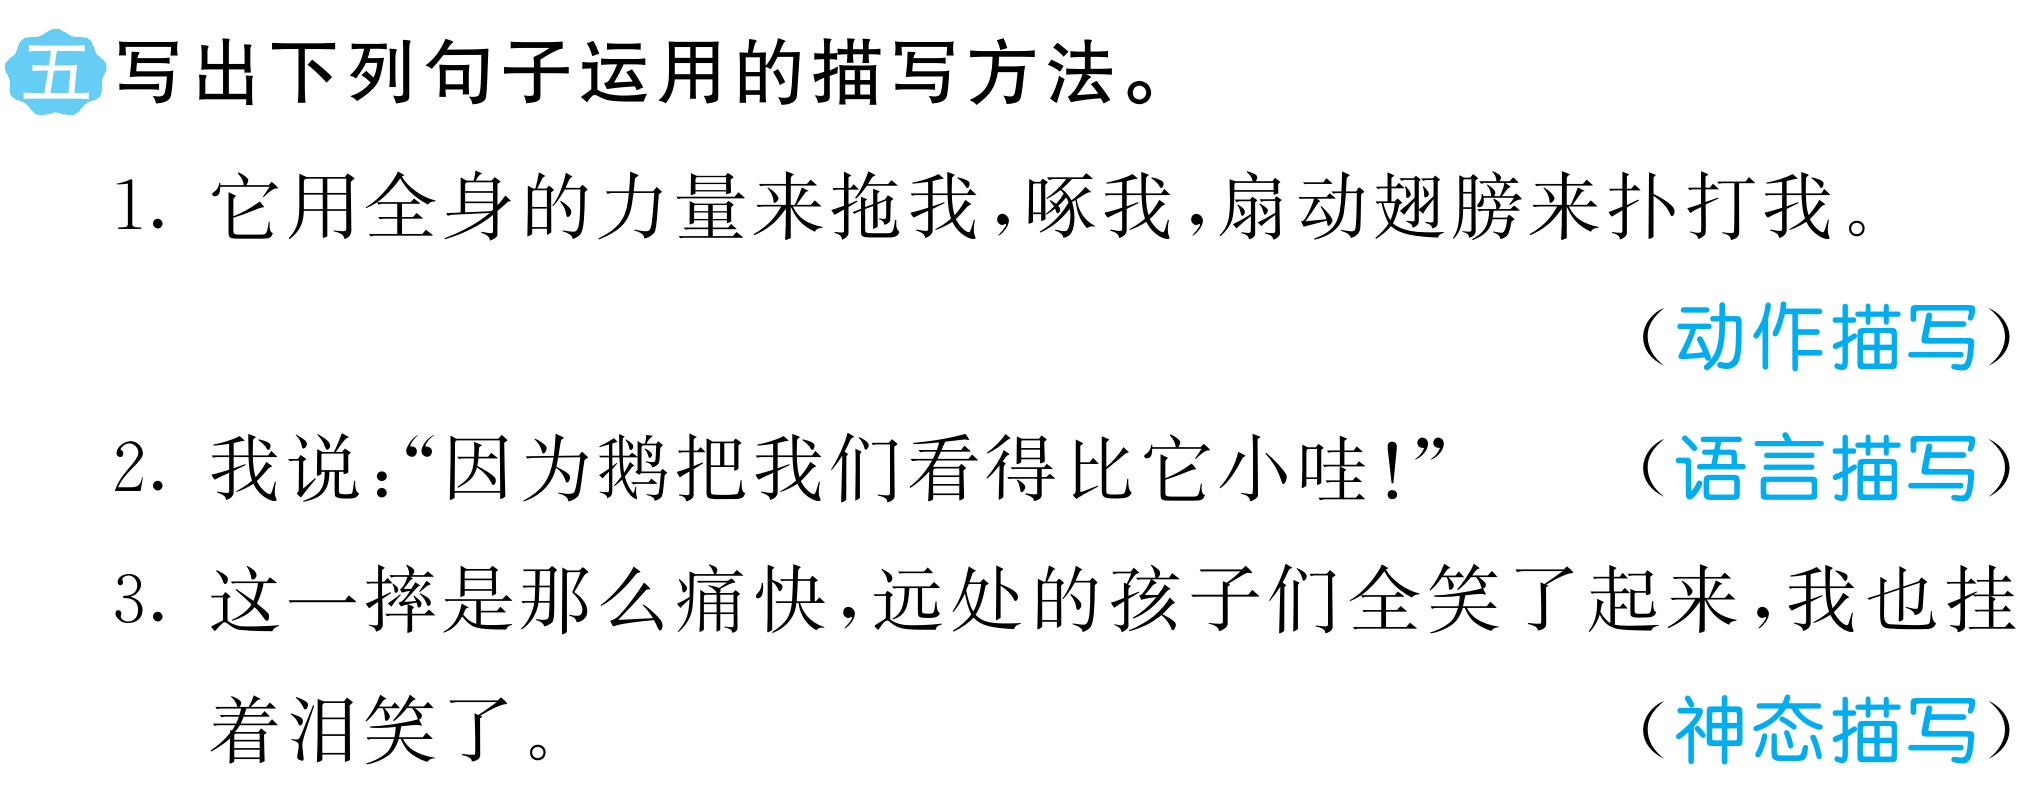 五 写出下列句子运用的描写方法。
1. 它用全身的力量来拖我,啄我,扇动翅膀来扑打我。
(动作描写)
2. 我说:“因为鹅把我们看得比它小哇!” (语言描写)
3. 这一摔是那么痛快,远处的孩子们全笑了起来,我也挂
着泪笑了。 (神态描写)